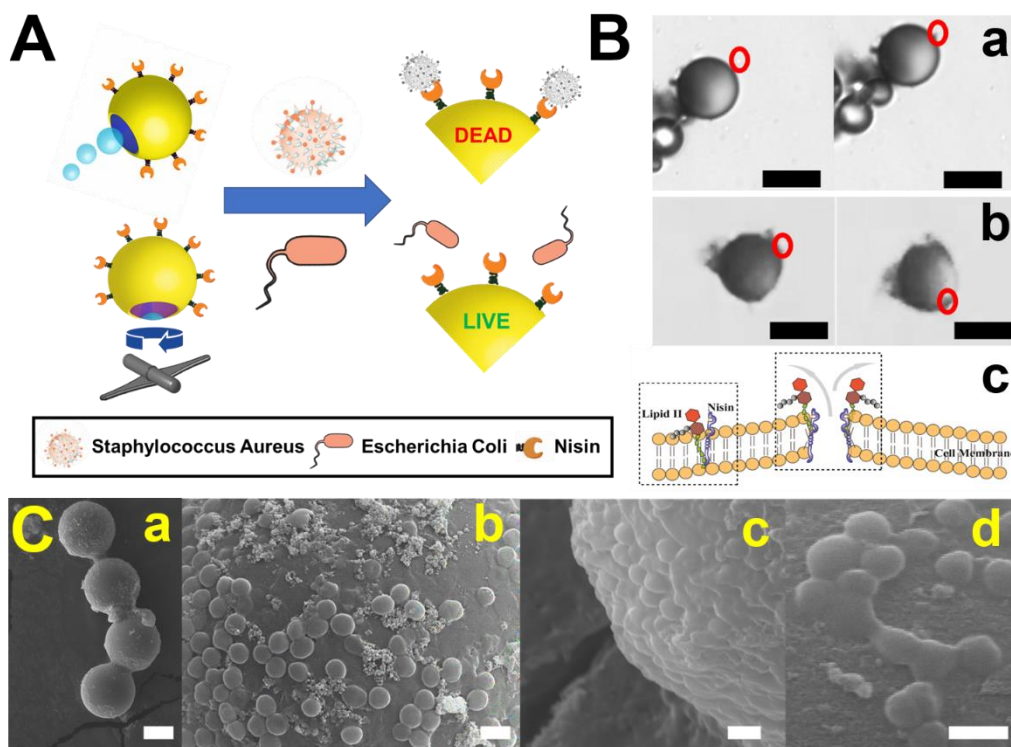 A
DEAD
LIVE
Staphylococcus Aureus
Escherichia Coli
Nisin
B
a
b
c
Lipid II
Nisin
Cell Membrane
C
a
b
c
d